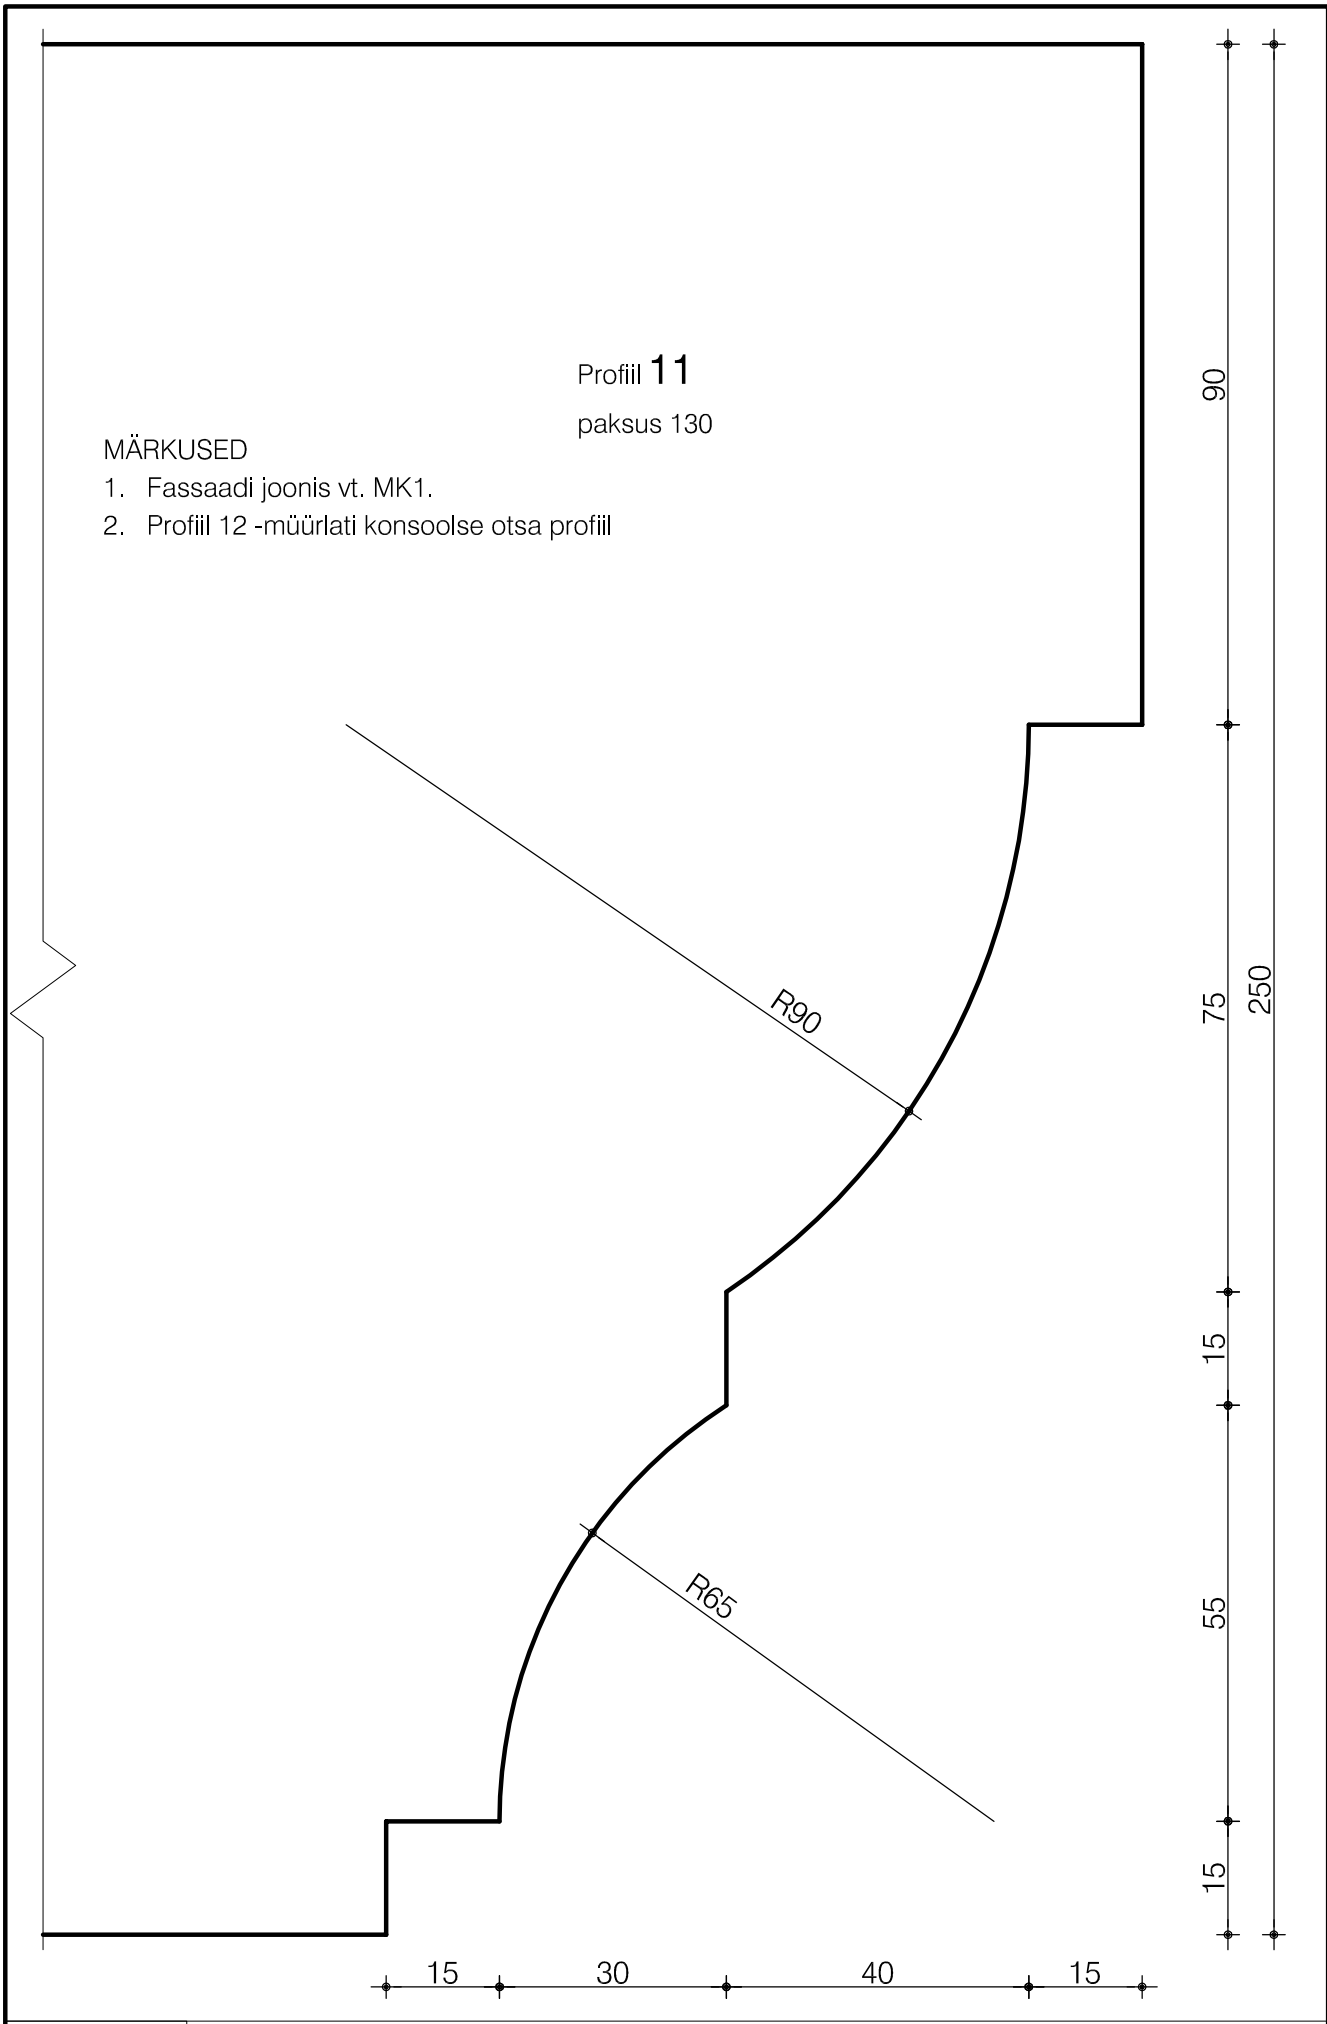 Profiil 11
paksus 130
MÄRKUSED
1. Fassaadi joonis vt. MK1.
2. Profiil 12 -müürlati konsoolse otsa profiil
90
75
250
R90
15
R65
55
15
15 30 40 15